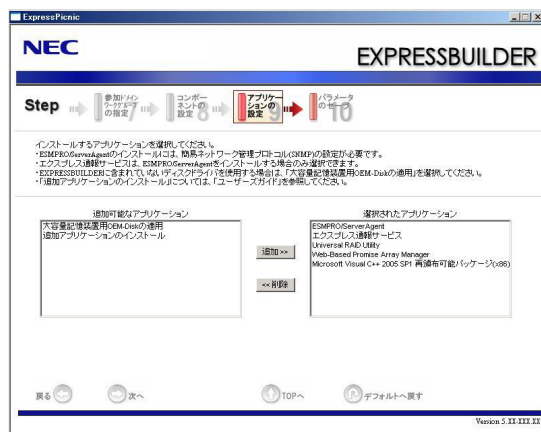 ExpressPicnic
NEC
EXPRESSBUILDER
Step
参加ドメイン
ワークグループ
の指定 7
コンポー
ネントの
設定 8
アプリケー
ションの
設定 9
パラメータ
のセーブ
10
インストールするアプリケーションを選択してください。
・ESMPRO/ServerAgentのインストールには、簡易ネットワーク管理プロトコル(SNMP)の設定が必要です。
・エクスプレス通報サービスは、ESMPRO/ServerAgentをインストールする場合のみ選択できます。
・EXPRESSBUILDERに含まれていないディスクドライバを使用する場合は、「大容量記憶装置用OEM-Diskの適用」を選択してください。
・「追加アプリケーションのインストール」については、「ユーザーズガイド」を参照してください。
追加可能なアプリケーション
選択されたアプリケーション
大容量記憶装置用OEM-Diskの適用
追加アプリケーションのインストール
追加 >>
<< 削除
ESMPRO/ServerAgent
エクスプレス通報サービス
Universal RAID Utility
Web-Based Promise Array Manager
Microsoft Visual C++ 2005 SP1 再頒布可能パッケージ(x86)
戻る
次へ
TOPへ
デフォルトへ戻す
Version 5.XX-XXX.XX